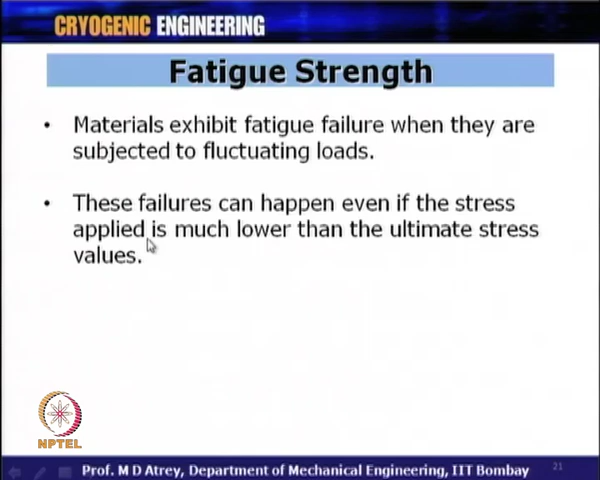 CRYOGENIC ENGINEERING
Fatigue Strength
• Materials exhibit fatigue failure when they are
subjected to fluctuating loads.
• These failures can happen even if the stress
applied is much lower than the ultimate stress
values.
NPTEL
Prof. M D Atrey, Department of Mechanical Engineering, IIT Bombay
21